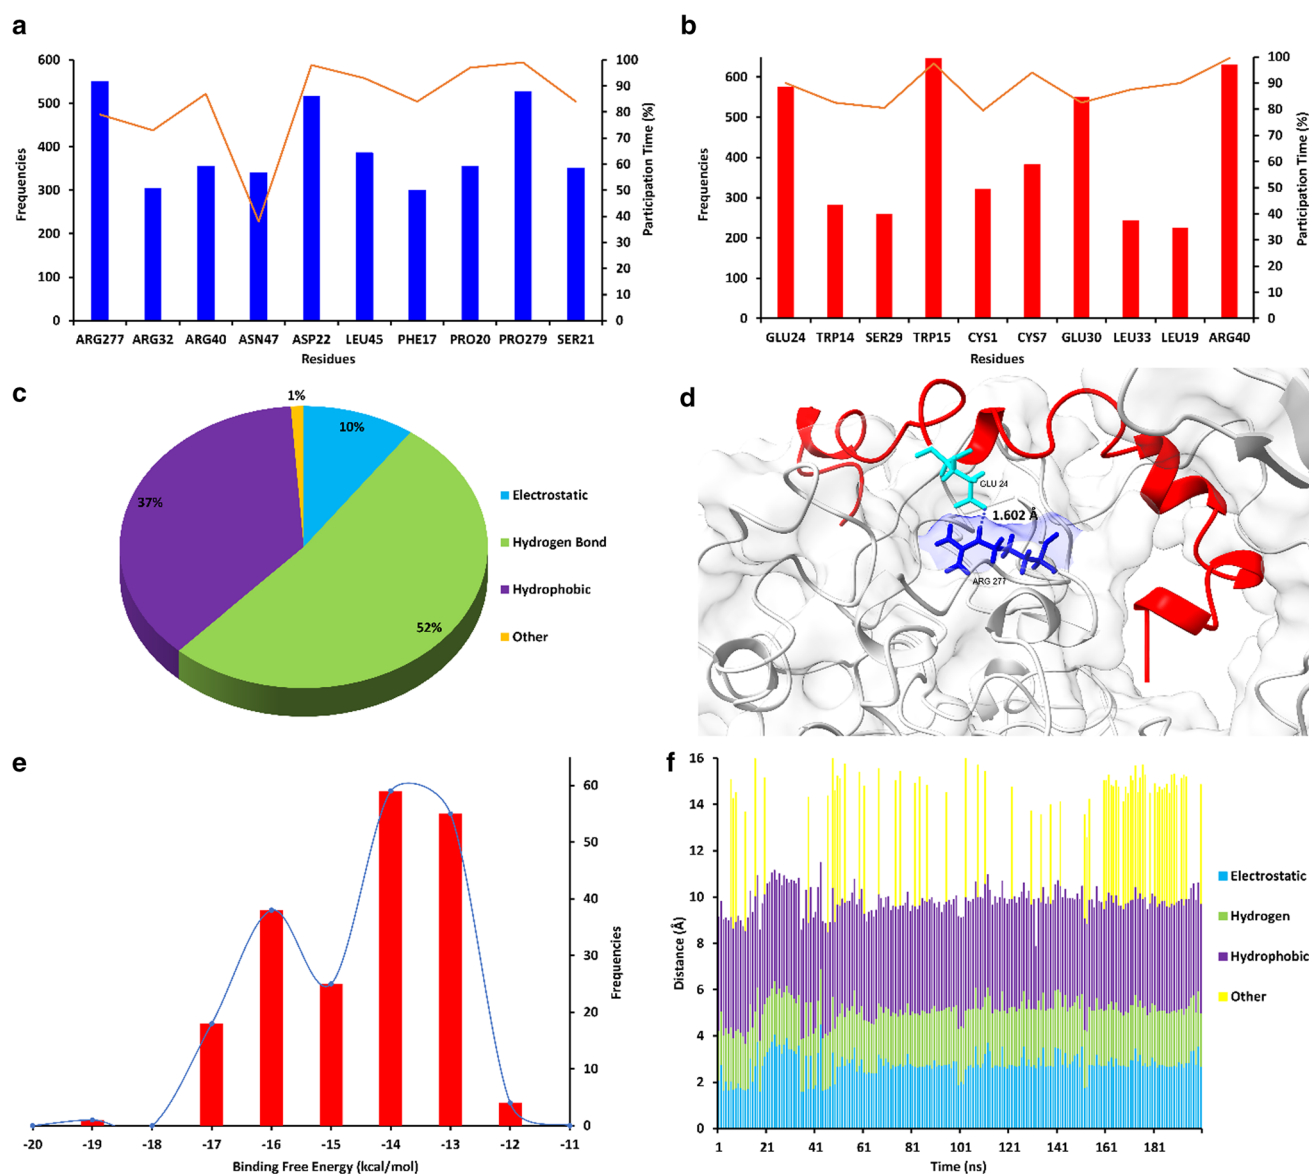 a
600
500
400
300
200
100
0
Frequencies
100
90
80
70
60
50
40
30
20
10
0
Participation Time (%)
ARG277 ARG32 ARG40 ASN47 ASP22 LEU45 PHE17 PRO20 PRO279 SER21
Residues
b
600
500
400
300
200
100
0
Frequencies
100
90
80
70
60
50
40
30
20
10
0
Participation Time (%)
GLU24 TRP14 SER29 TRP15 CYS1 CYS7 GLU30 LEU33 LEU19 ARG40
Residues
c
1%
10%
37%
52%
Electrostatic
Hydrogen Bond
Hydrophobic
Other
d
GLU 24
1.602 Å
ARG 277
e
60
50
40
30
20
10
0
Frequencies
-20 -19 -18 -17 -16 -15 -14 -13 -12 -11
Binding Free Energy (kcal/mol)
f
16
14
12
10
8
6
4
2
0
Distance (Å)
1 21 41 61 81 101 121 141 161 181
Time (ns)
Electrostatic
Hydrogen
Hydrophobic
Other